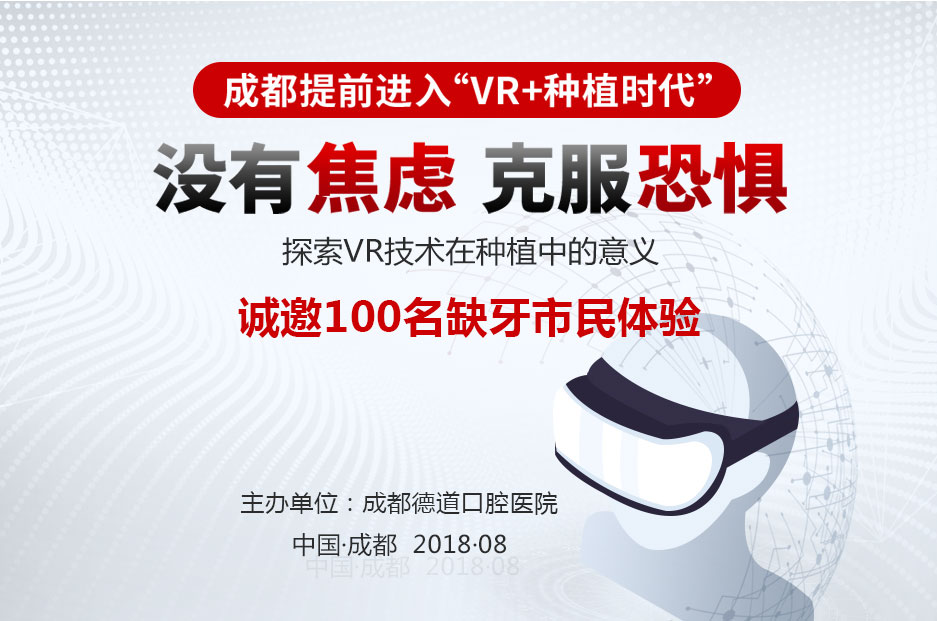 成都提前进入“VR+种植时代”
没有焦虑 克服恐惧
探索VR技术在种植中的意义
诚邀100名缺牙市民体验
主办单位：成都德道口腔医院
中国·成都 2018·08
中国·成都 2018·08